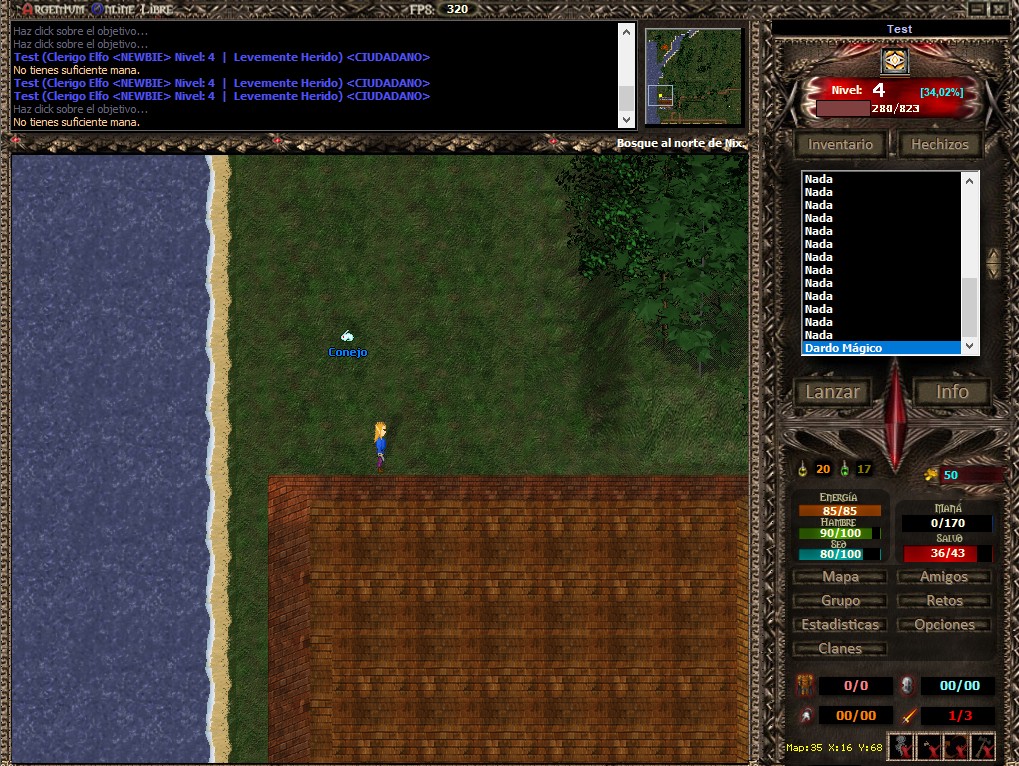 Argentum Online Libre
FPS: 320
Haz click sobre el objetivo...
Haz click sobre el objetivo...
Test (Clerigo Elfo <NEWBIE> Nivel: 4 | Levemente Herido) <CIUDADANO>
No tienes suficiente mana.
Test (Clerigo Elfo <NEWBIE> Nivel: 4 | Levemente Herido) <CIUDADANO>
Test (Clerigo Elfo <NEWBIE> Nivel: 4 | Levemente Herido) <CIUDADANO>
Haz click sobre el objetivo...
No tienes suficiente mana.
Bosque al norte de Nix.
Conejo
Test
Nivel: 4 [34,02%]
280/823
Inventario Hechizos
Nada
Nada
Nada
Nada
Nada
Nada
Nada
Nada
Nada
Nada
Nada
Nada
Nada
Dardo Mágico
Lanzar Info
20 17 50
Energía
85/85
Hambre
90/100
Sed
80/100
Maná
0/170
Salud
36/43
Mapa Amigos
Grupo Retos
Estadisticas Opciones
Clanes
0/0 00/00
00/00 1/3
Map:35 X:16 Y:68